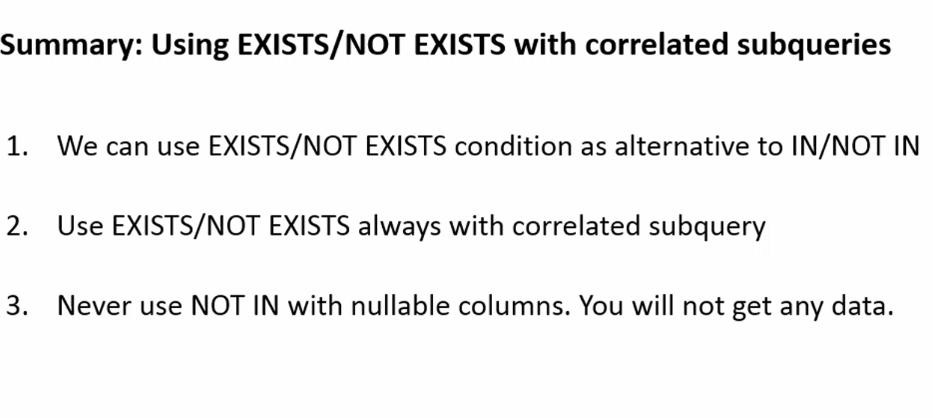 Summary: Using EXISTS/NOT EXISTS with correlated subqueries
1. We can use EXISTS/NOT EXISTS condition as alternative to IN/NOT IN
2. Use EXISTS/NOT EXISTS always with correlated subquery
3. Never use NOT IN with nullable columns. You will not get any data.